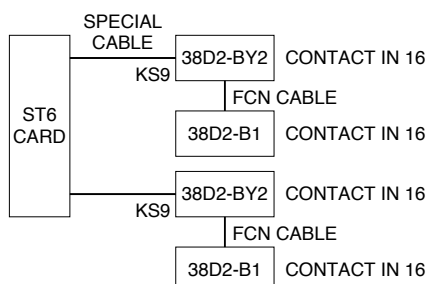 SPECIAL
CABLE
38D2-BY2 CONTACT IN 16
KS9
FCN CABLE
ST6
CARD
38D2-B1 CONTACT IN 16
38D2-BY2 CONTACT IN 16
KS9
FCN CABLE
38D2-B1 CONTACT IN 16